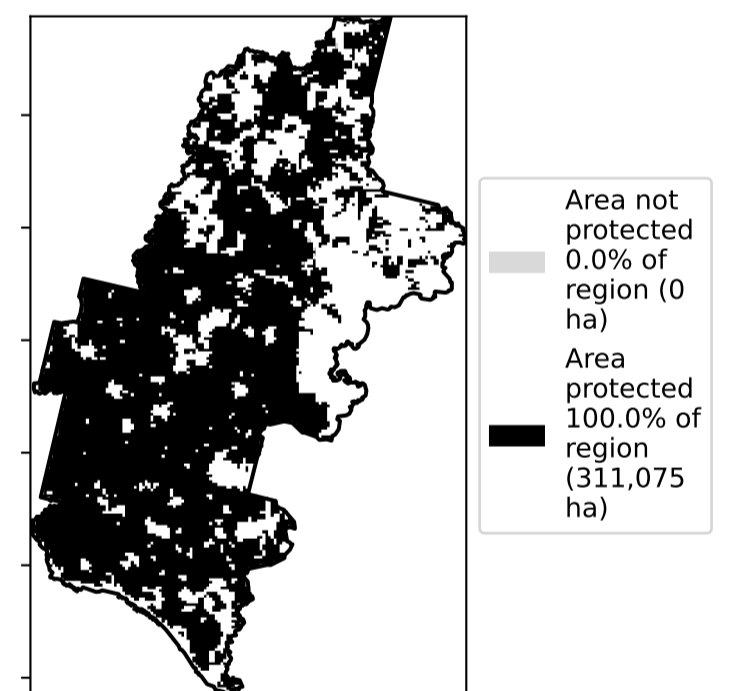 Area not
protected
0.0% of
region (0
ha)
Area
protected
100.0% of
region
(311,075
ha)